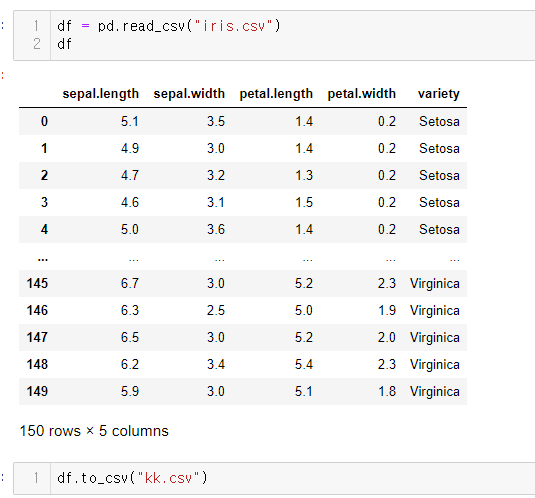 1 df = pd.read_csv("iris.csv")
2 df
sepal.length sepal.width petal.length petal.width variety
0 5.1 3.5 1.4 0.2 Setosa
1 4.9 3.0 1.4 0.2 Setosa
2 4.7 3.2 1.3 0.2 Setosa
3 4.6 3.1 1.5 0.2 Setosa
4 5.0 3.6 1.4 0.2 Setosa
... ... ... ... ... ...
145 6.7 3.0 5.2 2.3 Virginica
146 6.3 2.5 5.0 1.9 Virginica
147 6.5 3.0 5.2 2.0 Virginica
148 6.2 3.4 5.4 2.3 Virginica
149 5.9 3.0 5.1 1.8 Virginica
150 rows × 5 columns
1 df.to_csv("kk.csv")